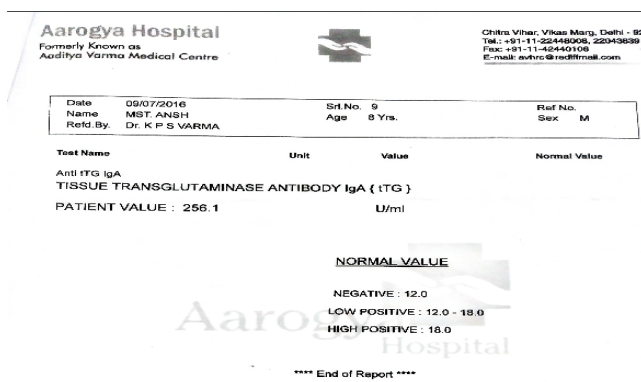 Aarogya Hospital
Formerly Known as
Aaditya Varma Medical Centre
Chitra Vihar, Vikas Marg, Delhi - 92
Tel.: +91-11-22448008, 22043839
Fax: +91-11-42440106
E-mail: avhrc@rediffmail.com
Date 09/07/2016 Srl.No. 9 Ref No.
Name MST. ANSH Age 8 Yrs. Sex M
Refd.By. Dr. K P S VARMA
Test Name Unit Value Normal Value
Anti tTG IgA
TISSUE TRANSGLUTAMINASE ANTIBODY IgA { tTG }
PATIENT VALUE : 256.1 U/ml
NORMAL VALUE
NEGATIVE : 12.0
LOW POSITIVE : 12.0 - 18.0
HIGH POSITIVE : 18.0
Aarogya
Hospital
**** End of Report ****